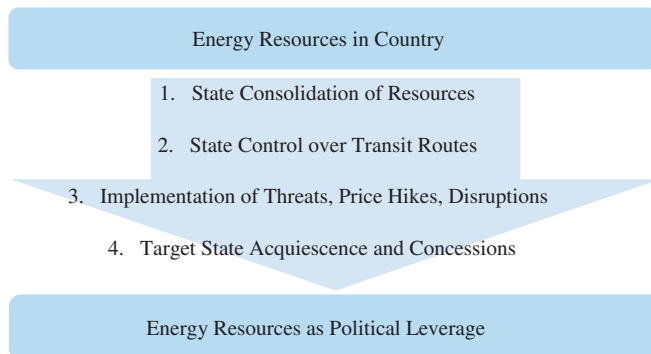 Energy Resources in Country
1. State Consolidation of Resources
2. State Control over Transit Routes
3. Implementation of Threats, Price Hikes, Disruptions
4. Target State Acquiescence and Concessions
Energy Resources as Political Leverage